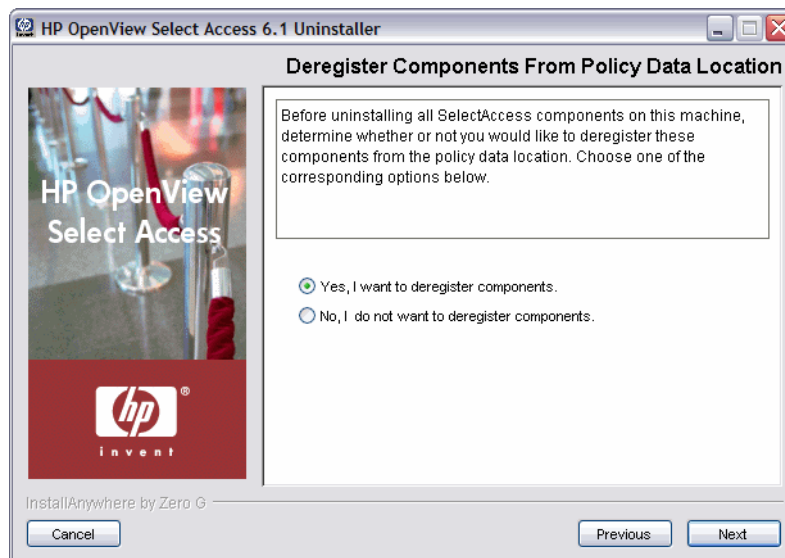 HP OpenView Select Access 6.1 Uninstaller
Deregister Components From Policy Data Location
HP OpenView
Select Access
hp
®
invent
Before uninstalling all SelectAccess components on this machine,
determine whether or not you would like to deregister these
components from the policy data location. Choose one of the
corresponding options below.
Yes, I want to deregister components.
No, I do not want to deregister components.
InstallAnywhere by Zero G
Cancel
Previous
Next